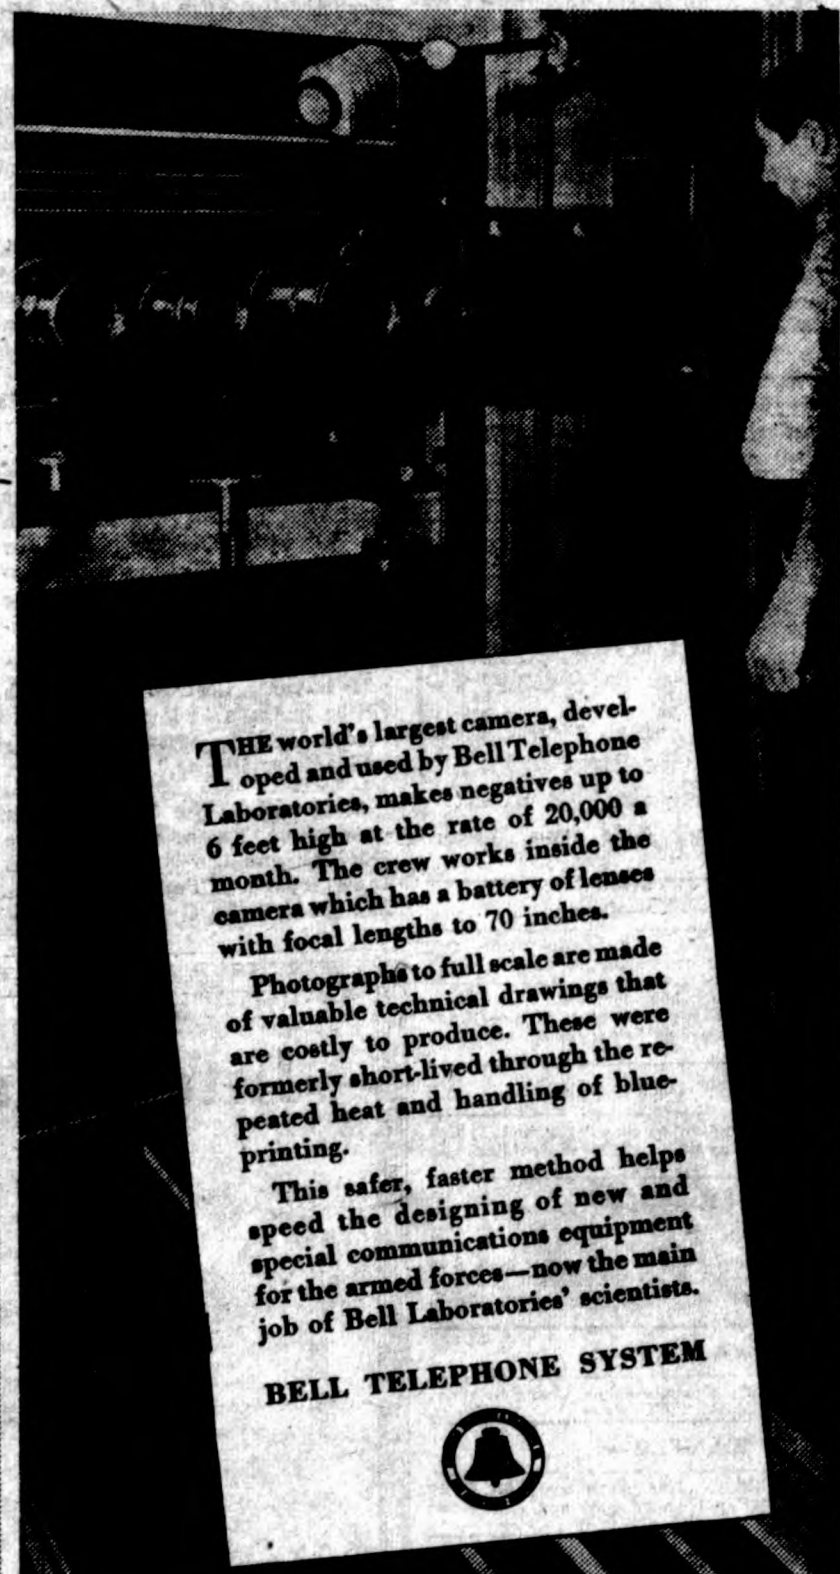 THE world's largest camera, devel-
oped and used by Bell Telephone
Laboratories, makes negatives up to
6 feet high at the rate of 20,000 a
month. The crew works inside the
camera which has a battery of lenses
with focal lengths to 70 inches.
Photographs to full scale are made
of valuable technical drawings that
are costly to produce. These were
formerly short-lived through the re-
peated heat and handling of blue-
printing.
This safer, faster method helps
speed the designing of new and
special communications equipment
for the armed forces—now the main
job of Bell Laboratories' scientists.
BELL TELEPHONE SYSTEM